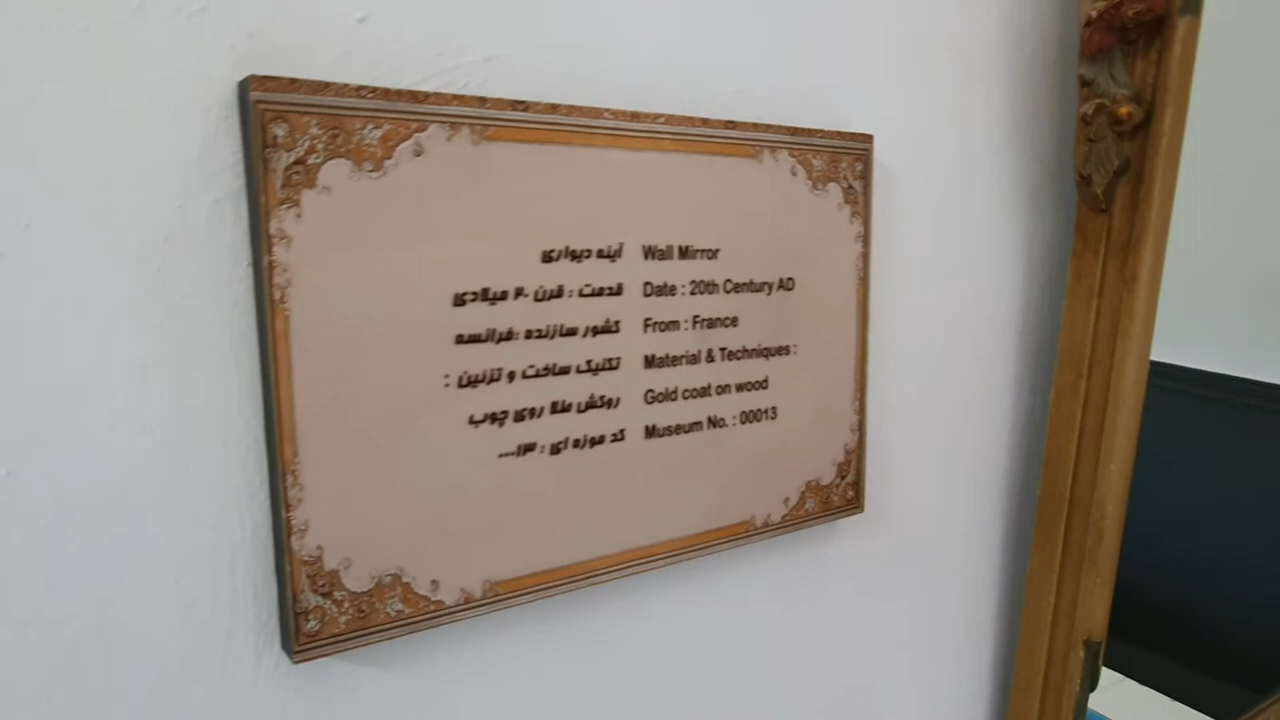 آینه دیواری
قدمت : قرن ۲۰ میلادی
کشور سازنده :فرانسه
تکنیک ساخت و تزئین :
روکش طلا روی چوب
کد موزه ای : ۰۰۰۱۳
Wall Mirror
Date : 20th Century AD
From : France
Material & Techniques :
Gold coat on wood
Museum No. : 00013